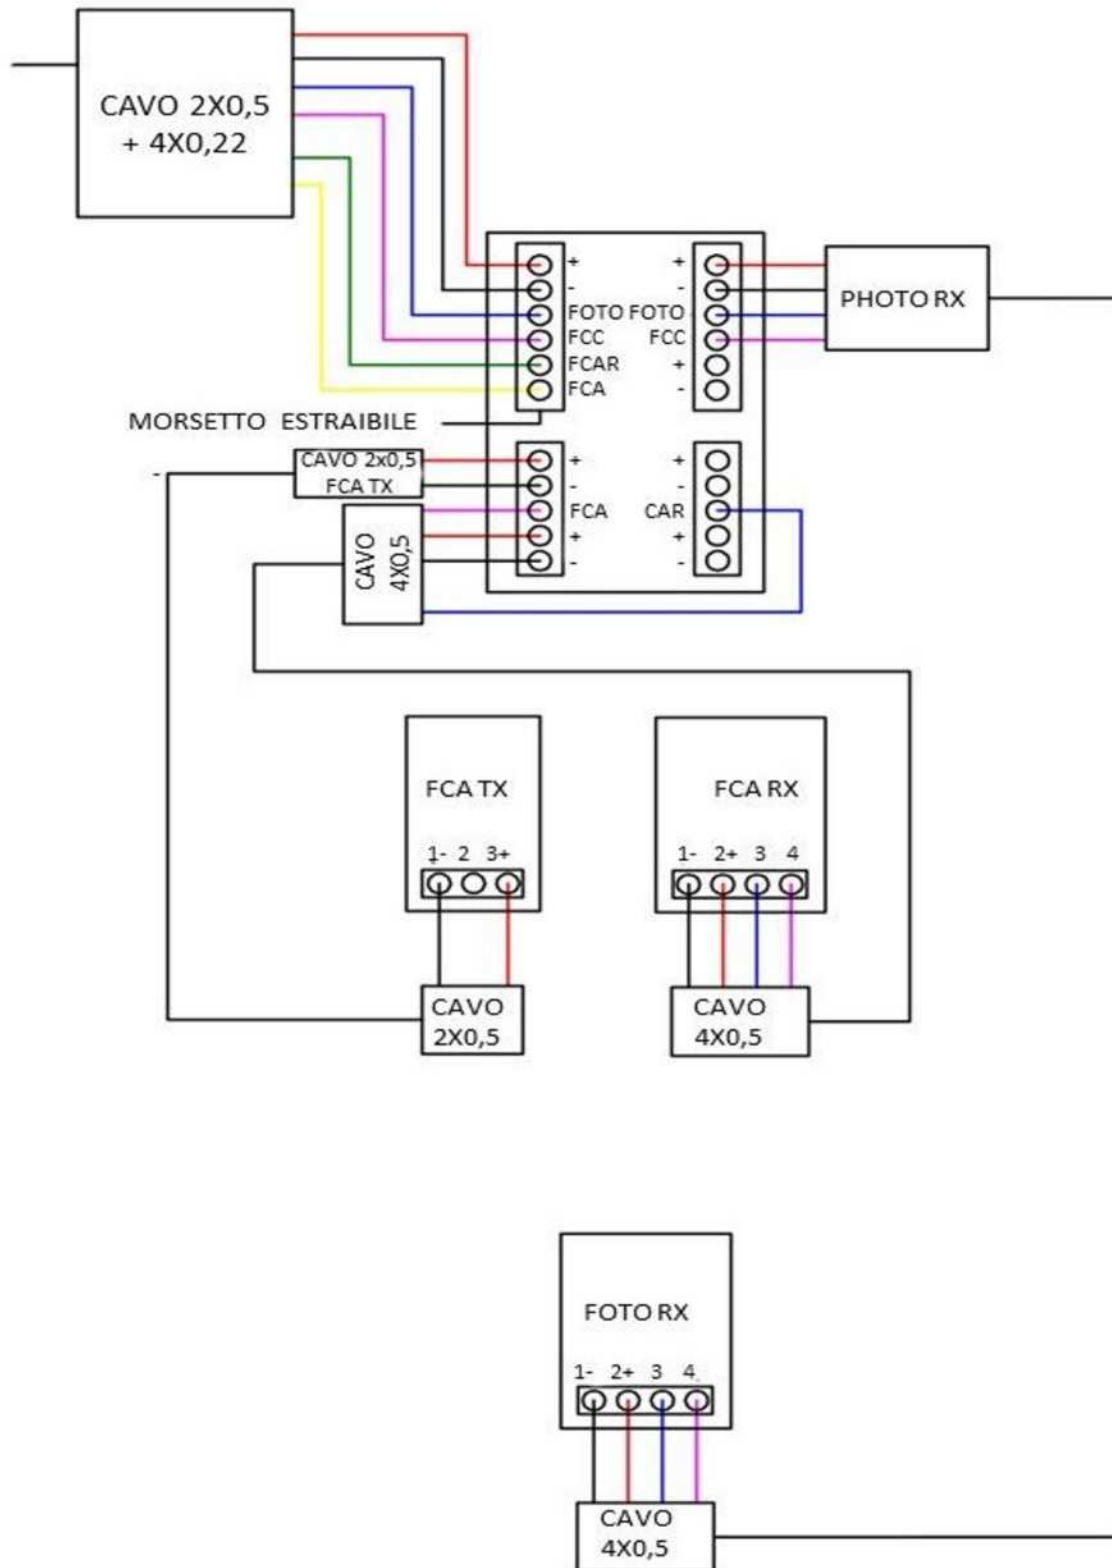 CAVO 2X0,5
+ 4X0,22
+ +
- -
FOTO FOTO
FCC FCC
FCAR +
FCA -
PHOTO RX
MORSETTO ESTRAIBILE
-
CAVO 2x0,5
FCA TX
CAVO
4X0,5
+ +
- -
FCA CAR
+ +
- -
FCA TX
1- 2 3+
CAVO
2X0,5
FCA RX
1- 2+ 3 4
CAVO
4X0,5
FOTO RX
1- 2+ 3 4
CAVO
4X0,5